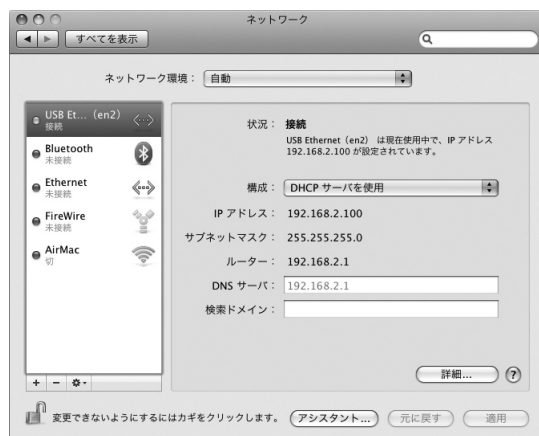 ネットワーク
すべてを表示
ネットワーク環境： 自動
USB Et... (en2)
接続
Bluetooth
未接続
Ethernet
未接続
FireWire
未接続
AirMac
切
状況： 接続
USB Ethernet（en2） は現在使用中で、IP アドレス
192.168.2.100 が設定されています。
構成： DHCP サーバを使用
IP アドレス： 192.168.2.100
サブネットマスク： 255.255.255.0
ルーター： 192.168.2.1
DNS サーバ： 192.168.2.1
検索ドメイン：
詳細...
?
+ −
変更できないようにするにはカギをクリックします。
アシスタント... 元に戻す 適用